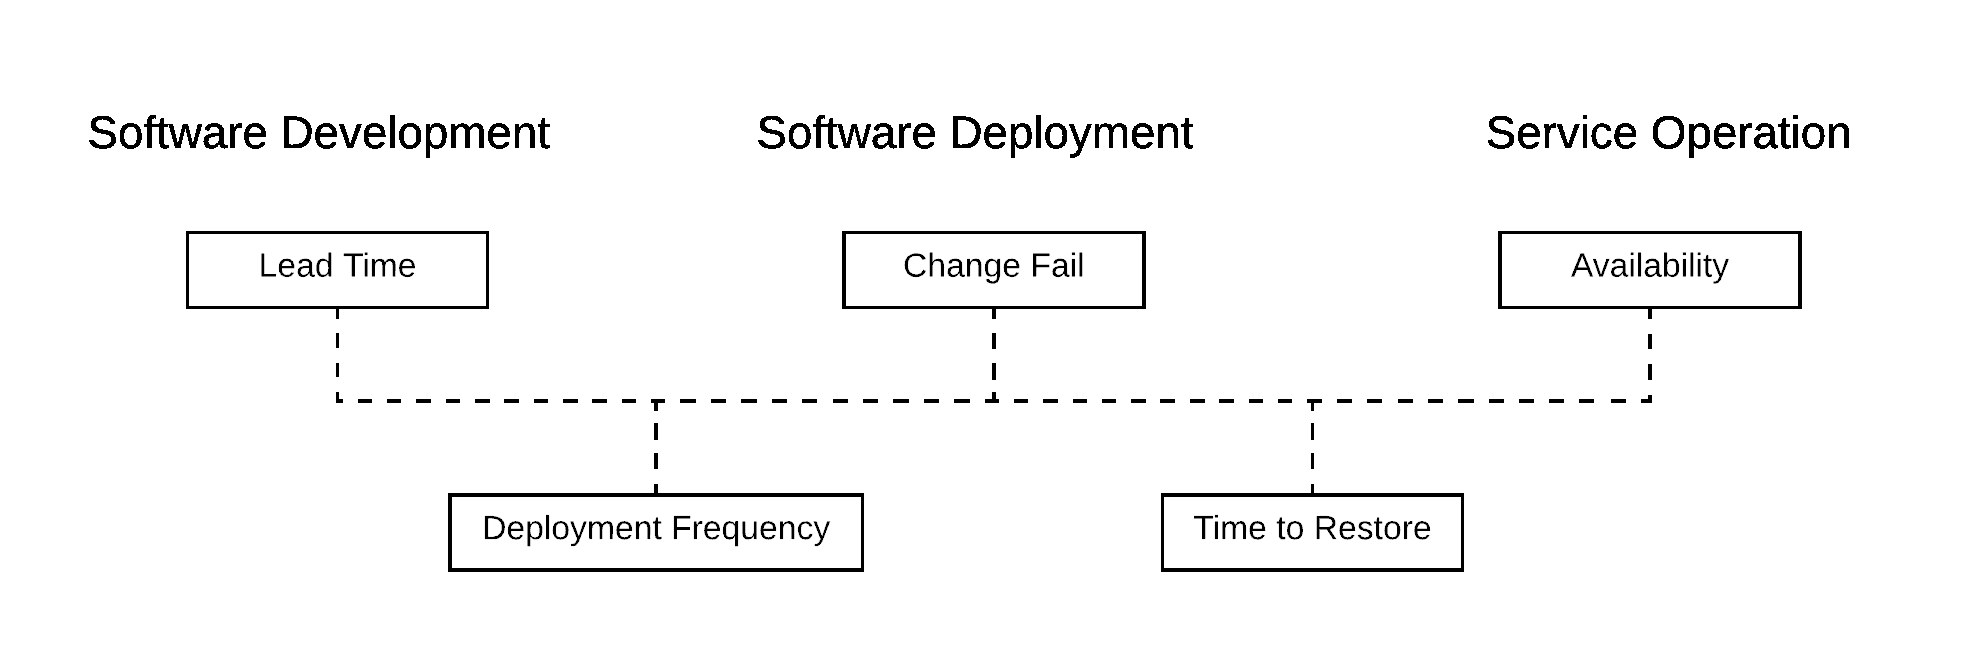 Software Development
Software Deployment
Service Operation
Lead Time
Change Fail
Availability
Deployment Frequency
Time to Restore